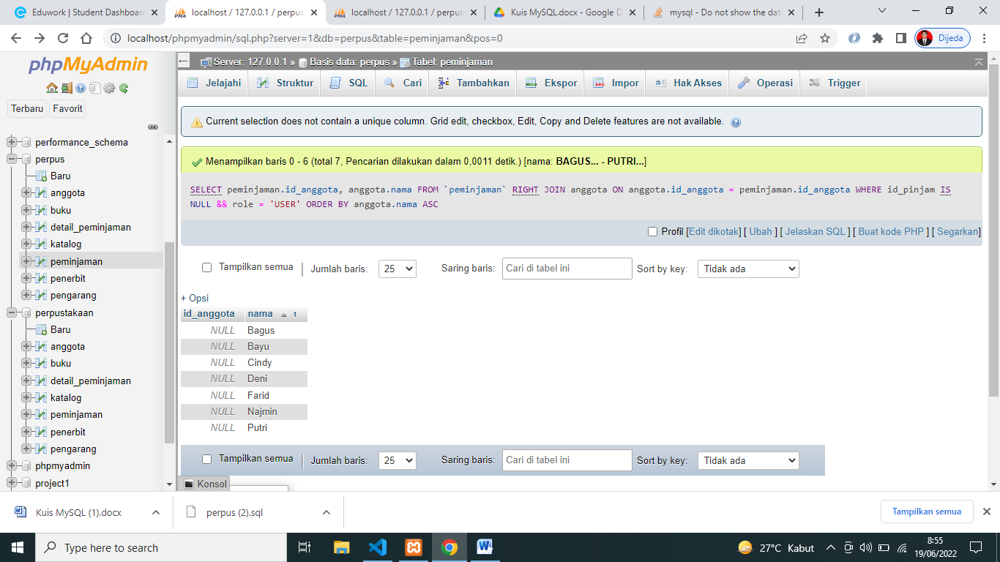 Eduwork | Student Dashboar
localhost / 127.0.0.1 / perpus
localhost / 127.0.0.1 / perpus
Kuis MySQL.docx - Google D
mysql - Do not show the dat
localhost/phpmyadmin/sql.php?server=1&db=perpus&table=peminjaman&pos=0
Dijeda
phpMyAdmin
Terbaru
Favorit
performance_schema
perpus
Baru
anggota
buku
detail_peminjaman
katalog
peminjaman
penerbit
pengarang
perpustakaan
Baru
anggota
buku
detail_peminjaman
katalog
peminjaman
penerbit
pengarang
phpmyadmin
project1
Server: 127.0.0.1 » Basis data: perpus » Tabel: peminjaman
Jelajahi Struktur SQL Cari Tambahkan Ekspor Impor Hak Akses Operasi Trigger
Current selection does not contain a unique column. Grid edit, checkbox, Edit, Copy and Delete features are not available.
Menampilkan baris 0 - 6 (total 7, Pencarian dilakukan dalam 0,0011 detik.) [nama: BAGUS... - PUTRI...]
SELECT peminjaman.id_anggota, anggota.nama FROM `peminjaman` RIGHT JOIN anggota ON anggota.id_anggota = peminjaman.id_anggota WHERE id_pinjam IS
NULL && role = 'USER' ORDER BY anggota.nama ASC
Profil [Edit dikotak] [ Ubah ] [ Jelaskan SQL ] [ Buat kode PHP ] [ Segarkan]
Tampilkan semua | Jumlah baris: 25 Saring baris: Cari di tabel ini Sort by key: Tidak ada
+ Opsi
id_anggota nama 1
NULL Bagus
NULL Bayu
NULL Cindy
NULL Deni
NULL Farid
NULL Najmin
NULL Putri
Tampilkan semua | Jumlah baris: 25 Saring baris: Cari di tabel ini Sort by key: Tidak ada
Konsol
Kuis MySQL (1).docx
perpus (2).sql
Tampilkan semua
Type here to search
27°C Kabut
8:55
19/06/2022